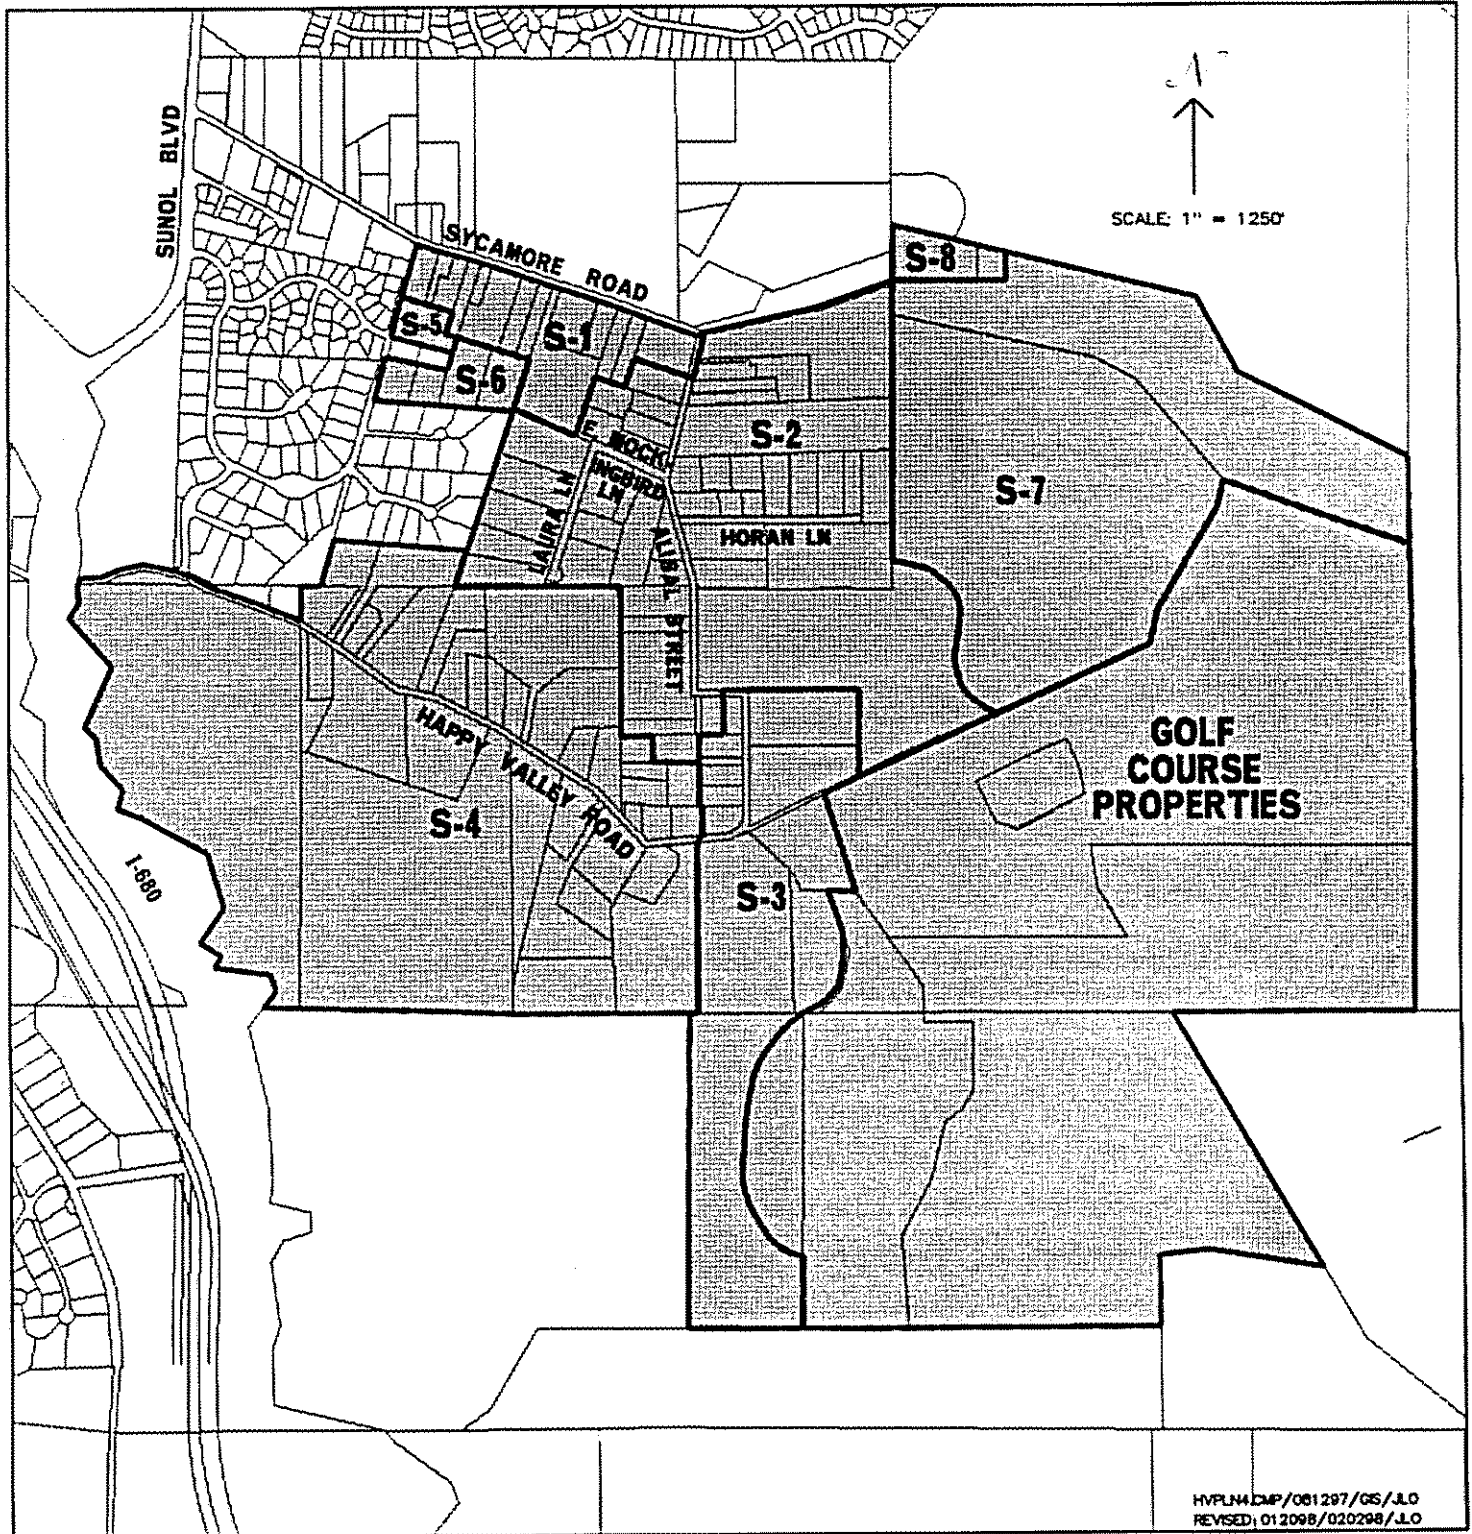 N
SCALE: 1" = 1250'
SUNOL BLVD
SYCAMORE ROAD
S-8
S-5
S-1
S-6
S-2
E. MOCK-
INGBIRD
LN
LAURA LN
S-7
HORAN LN
ALISAL STREET
HAPPY VALLEY ROAD
GOLF
COURSE
PROPERTIES
S-4
I-680
S-3
HVPLN4.CMP/081297/GIS/JLO
REVISED: 012098/020298/JLO